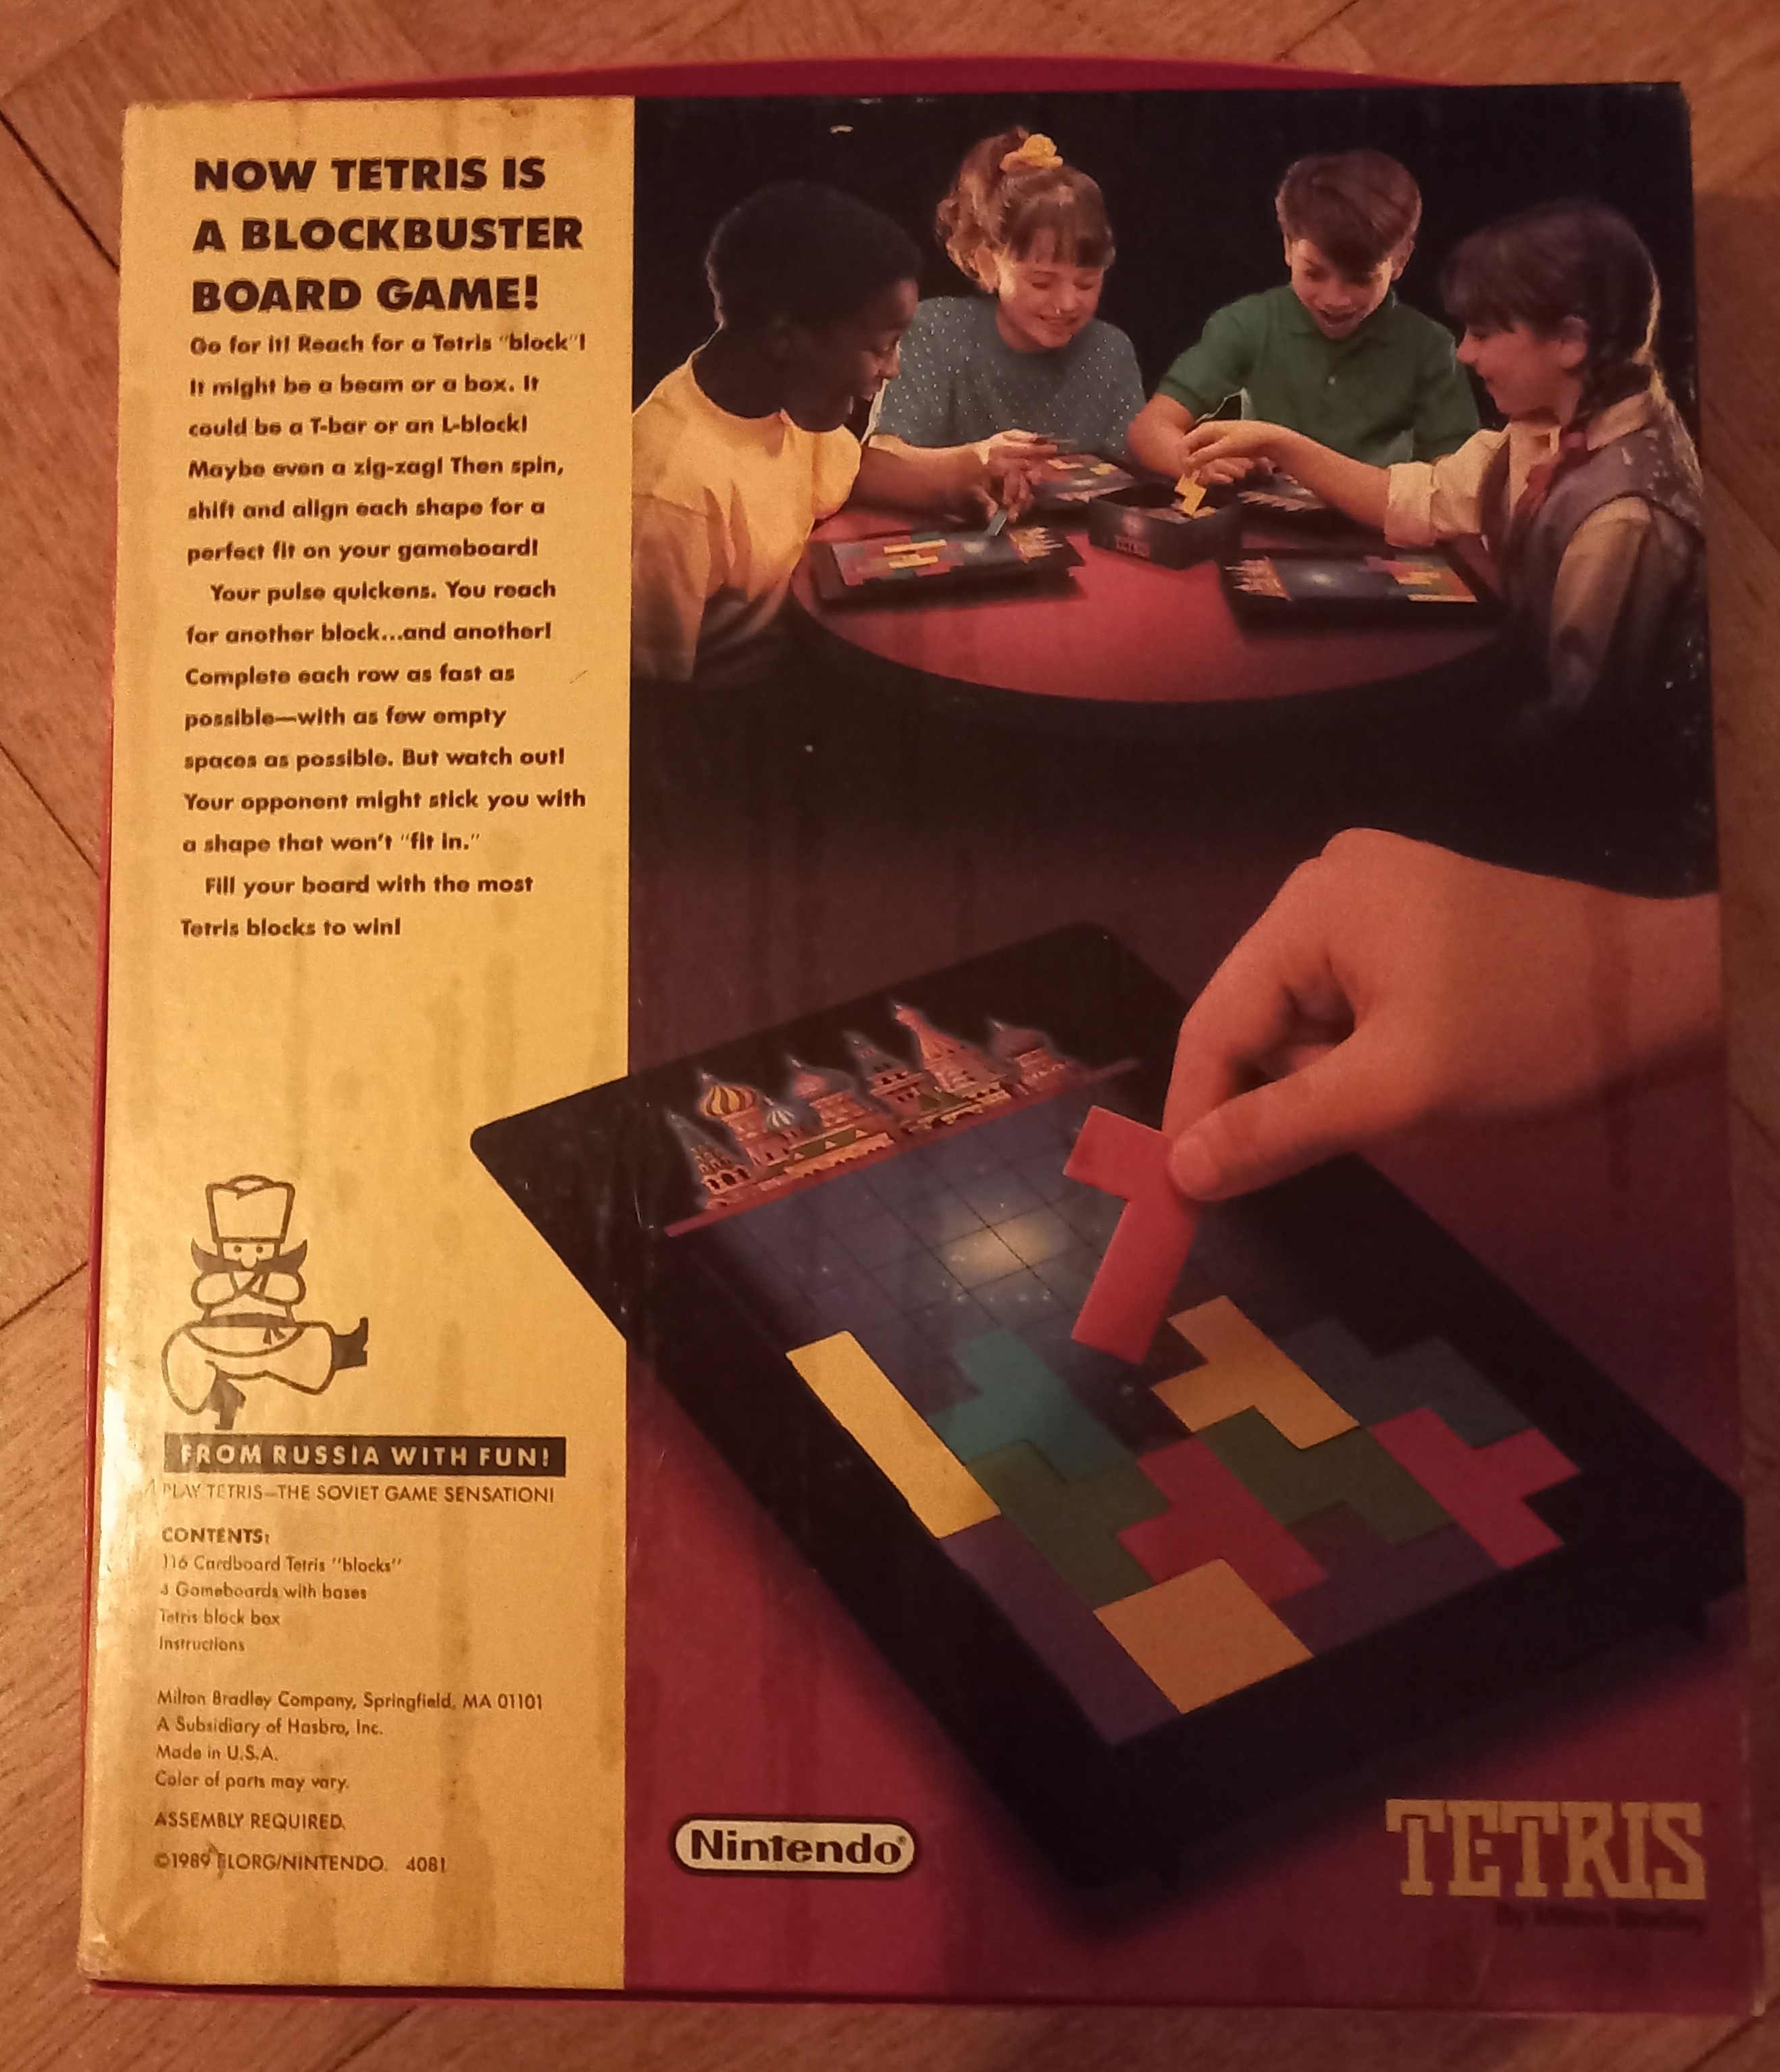 NOW TETRIS IS
A BLOCKBUSTER
BOARD GAME!
Go for it! Reach for a Tetris "block"!
It might be a beam or a box. It
could be a T-bar or an L-block!
Maybe even a zig-zag! Then spin,
shift and align each shape for a
perfect fit on your gameboard!
Your pulse quickens. You reach
for another block...and another!
Complete each row as fast as
possible—with as few empty
spaces as possible. But watch out!
Your opponent might stick you with
a shape that won't "fit in."
Fill your board with the most
Tetris blocks to win!
FROM RUSSIA WITH FUN!
PLAY TETRIS—THE SOVIET GAME SENSATION!
CONTENTS:
116 Cardboard Tetris "blocks"
Gameboards with bases
Tetris block box
Instructions
Milton Bradley Company, Springfield, MA 01101
A Subsidiary of Hasbro, Inc.
Made in U.S.A.
Color of parts may vary.
ASSEMBLY REQUIRED.
©1989 ELORG/NINTENDO. 4081
Nintendo®
TETRIS
By Milton Bradley